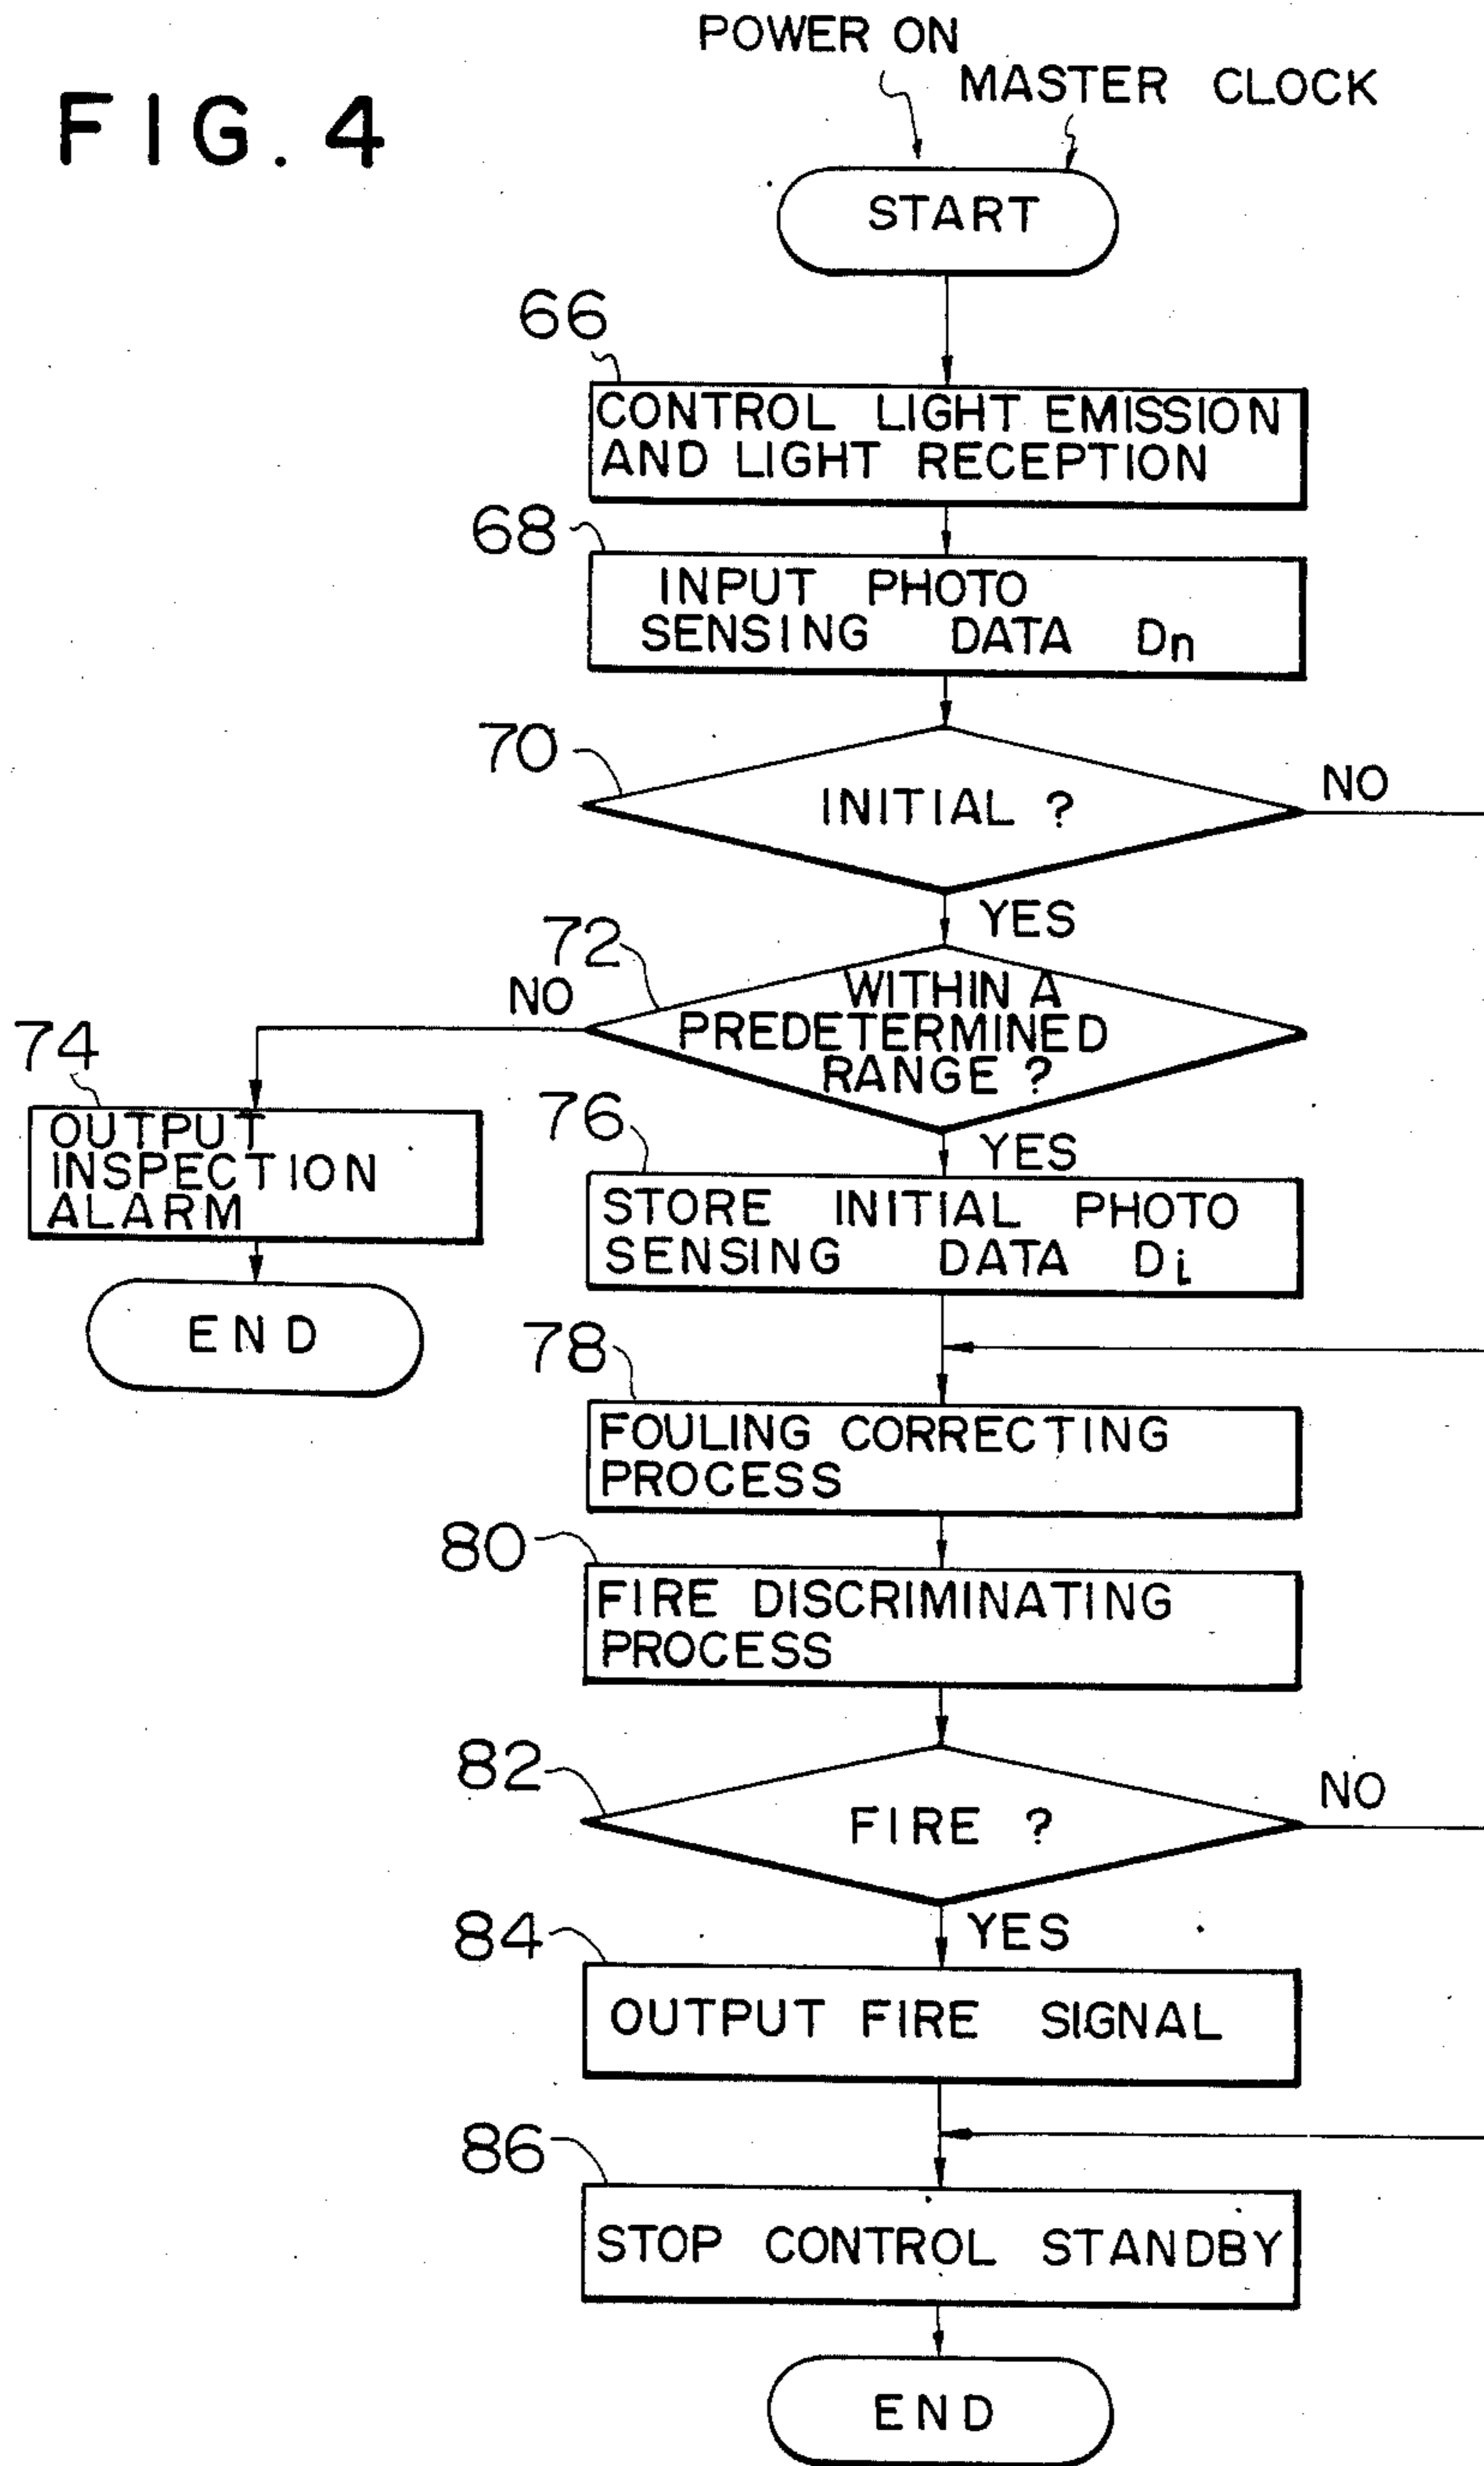 POWER ON
MASTER CLOCK
FIG. 4
START
66
CONTROL LIGHT EMISSION
AND LIGHT RECEPTION
68
INPUT PHOTO
SENSING DATA Dn
70
INITIAL ?
NO
YES
72
NO
WITHIN A
PREDETERMINED
RANGE ?
74
OUTPUT
INSPECTION
ALARM
END
YES
76
STORE INITIAL PHOTO
SENSING DATA Di
78
FOULING CORRECTING
PROCESS
80
FIRE DISCRIMINATING
PROCESS
82
FIRE ?
NO
YES
84
OUTPUT FIRE SIGNAL
86
STOP CONTROL STANDBY
END